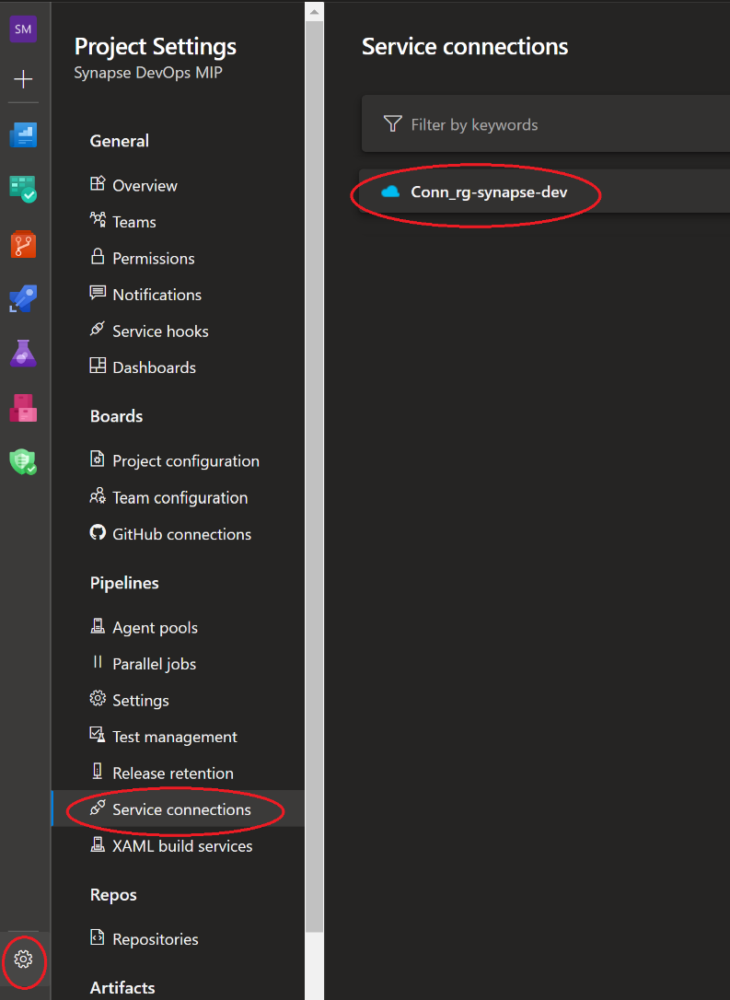 SM
Project Settings
Synapse DevOps MIP
General
Overview
Teams
Permissions
Notifications
Service hooks
Dashboards
Boards
Project configuration
Team configuration
GitHub connections
Pipelines
Agent pools
Parallel jobs
Settings
Test management
Release retention
Service connections
XAML build services
Repos
Repositories
Artifacts
Service connections
Filter by keywords
Conn_rg-synapse-dev